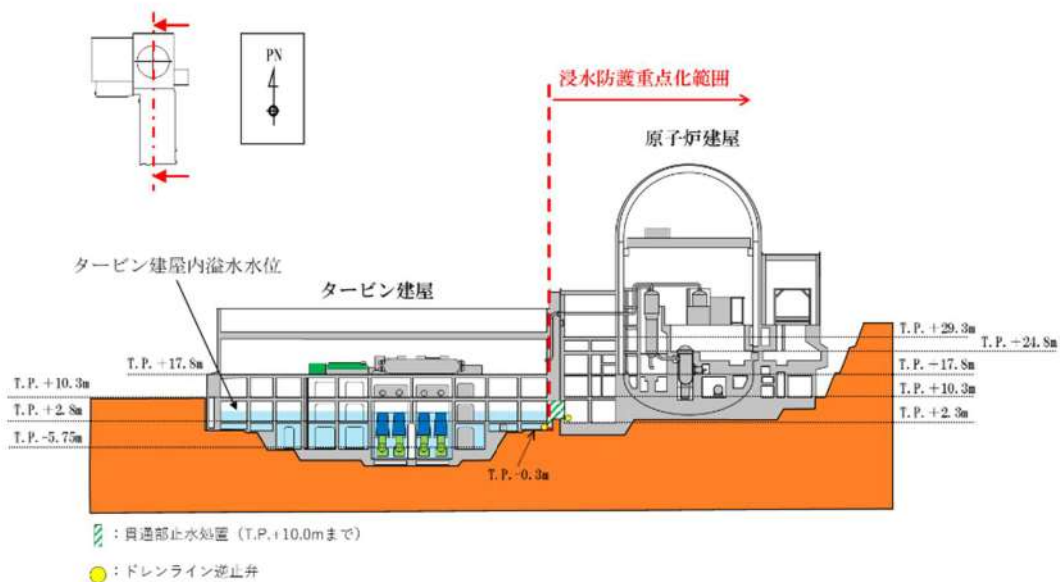 PN
浸水防護重点化範囲
原子炉建屋
タービン建屋内溢水水位
タービン建屋
T.P. +29.3m
T.P. +24.8m
T.P. +17.8m
T.P. +17.8m
T.P. +10.3m
T.P. +10.3m
T.P. +2.8m
T.P. +2.3m
T.P.-5.75m
T.P.-0.3m
：貫通部止水処置（T.P.+10.0mまで）
：ドレンライン逆止弁